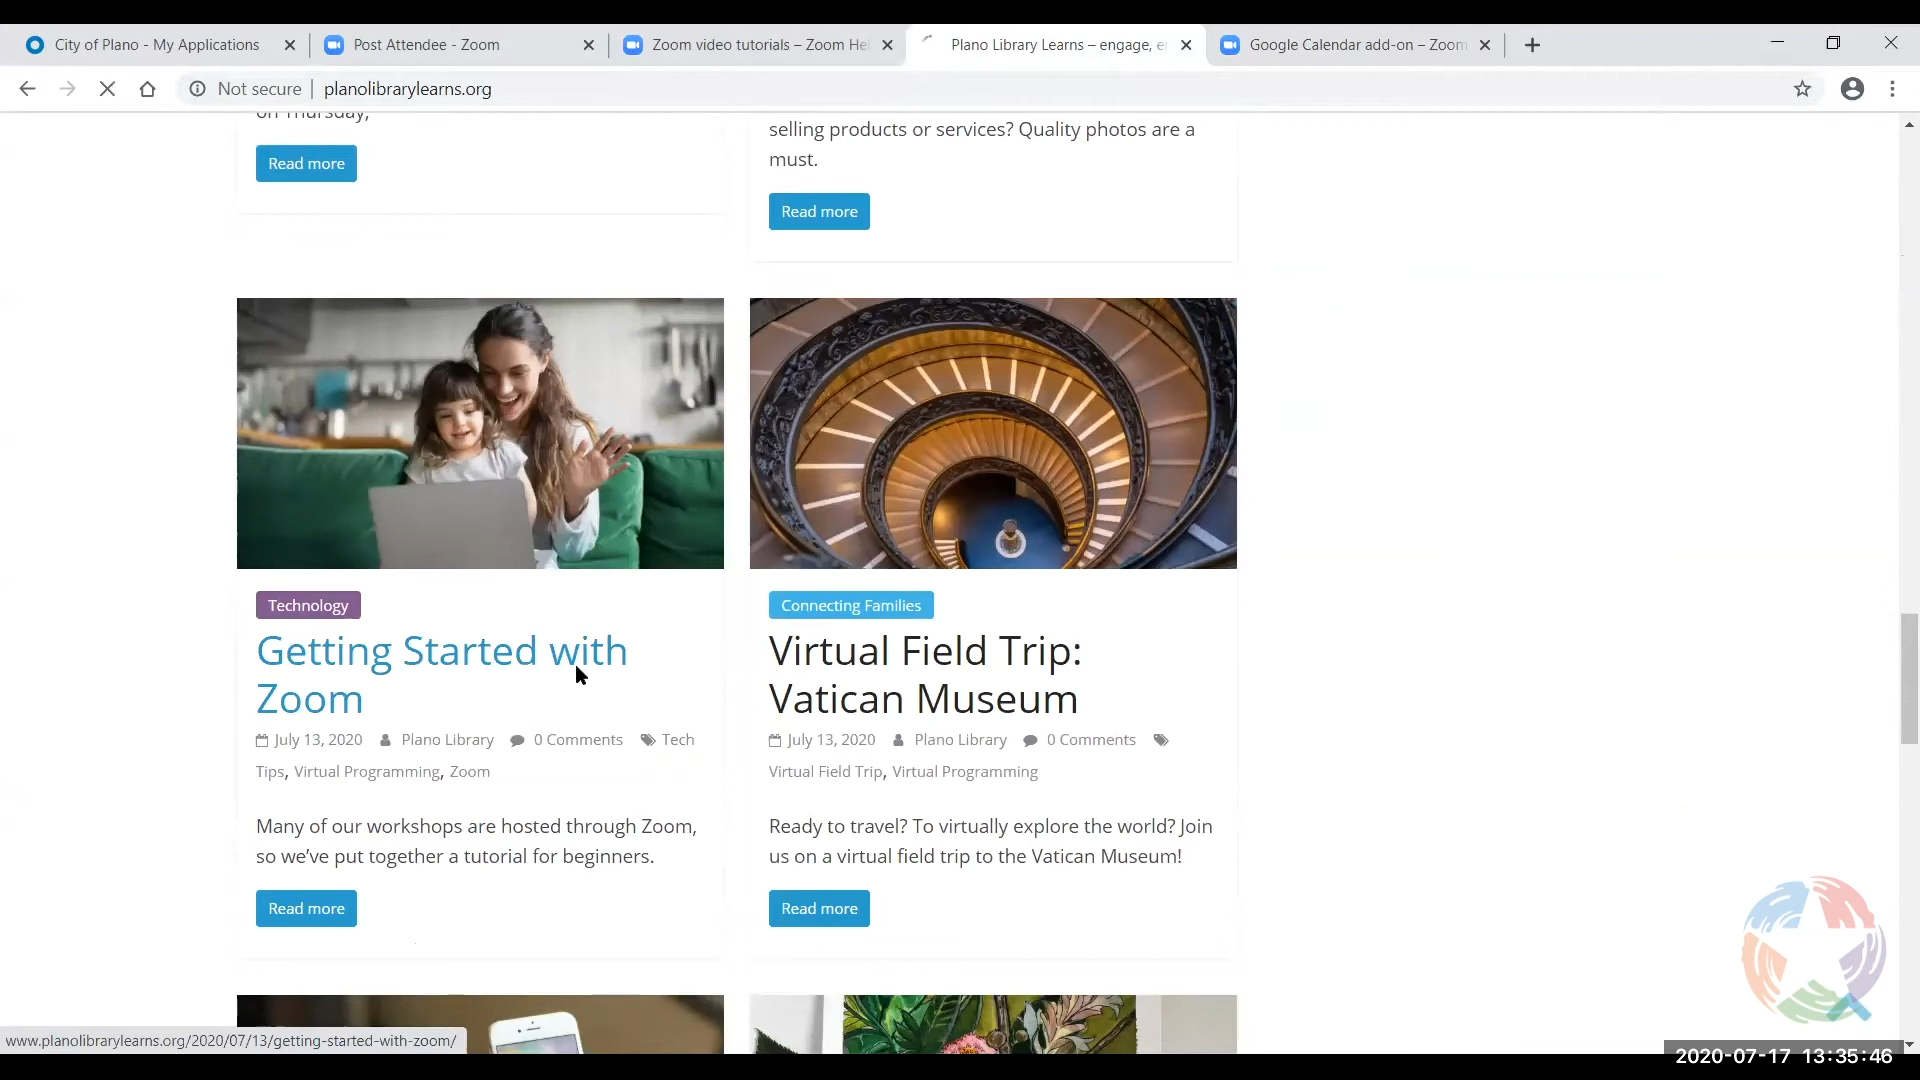 City of Plano - My Applications
Post Attendee - Zoom
Zoom video tutorials – Zoom He
Plano Library Learns – engage, e
Google Calendar add-on – Zoom
Not secure | planolibrarylearns.org
on Thursday,
Read more
selling products or services? Quality photos are a
must.
Read more
Technology
Getting Started with
Zoom
July 13, 2020 Plano Library 0 Comments Tech
Tips, Virtual Programming, Zoom
Many of our workshops are hosted through Zoom,
so we've put together a tutorial for beginners.
Read more
Connecting Families
Virtual Field Trip:
Vatican Museum
July 13, 2020 Plano Library 0 Comments
Virtual Field Trip, Virtual Programming
Ready to travel? To virtually explore the world? Join
us on a virtual field trip to the Vatican Museum!
Read more
www.planolibrarylearns.org/2020/07/13/getting-started-with-zoom/
2020-07-17 13:35:46